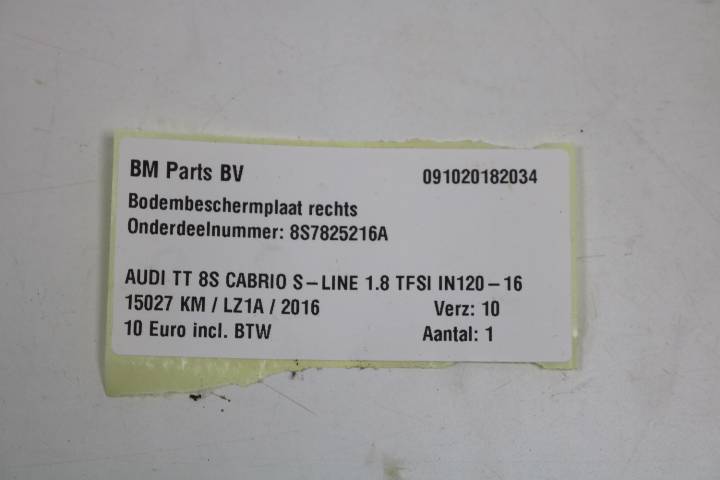 BM Parts BV 091020182034
Bodembeschermplaat rechts
Onderdeelnummer: 8S7825216A
AUDI TT 8S CABRIO S-LINE 1.8 TFSI IN120-16
15027 KM / LZ1A / 2016 Verz: 10
10 Euro incl. BTW Aantal: 1